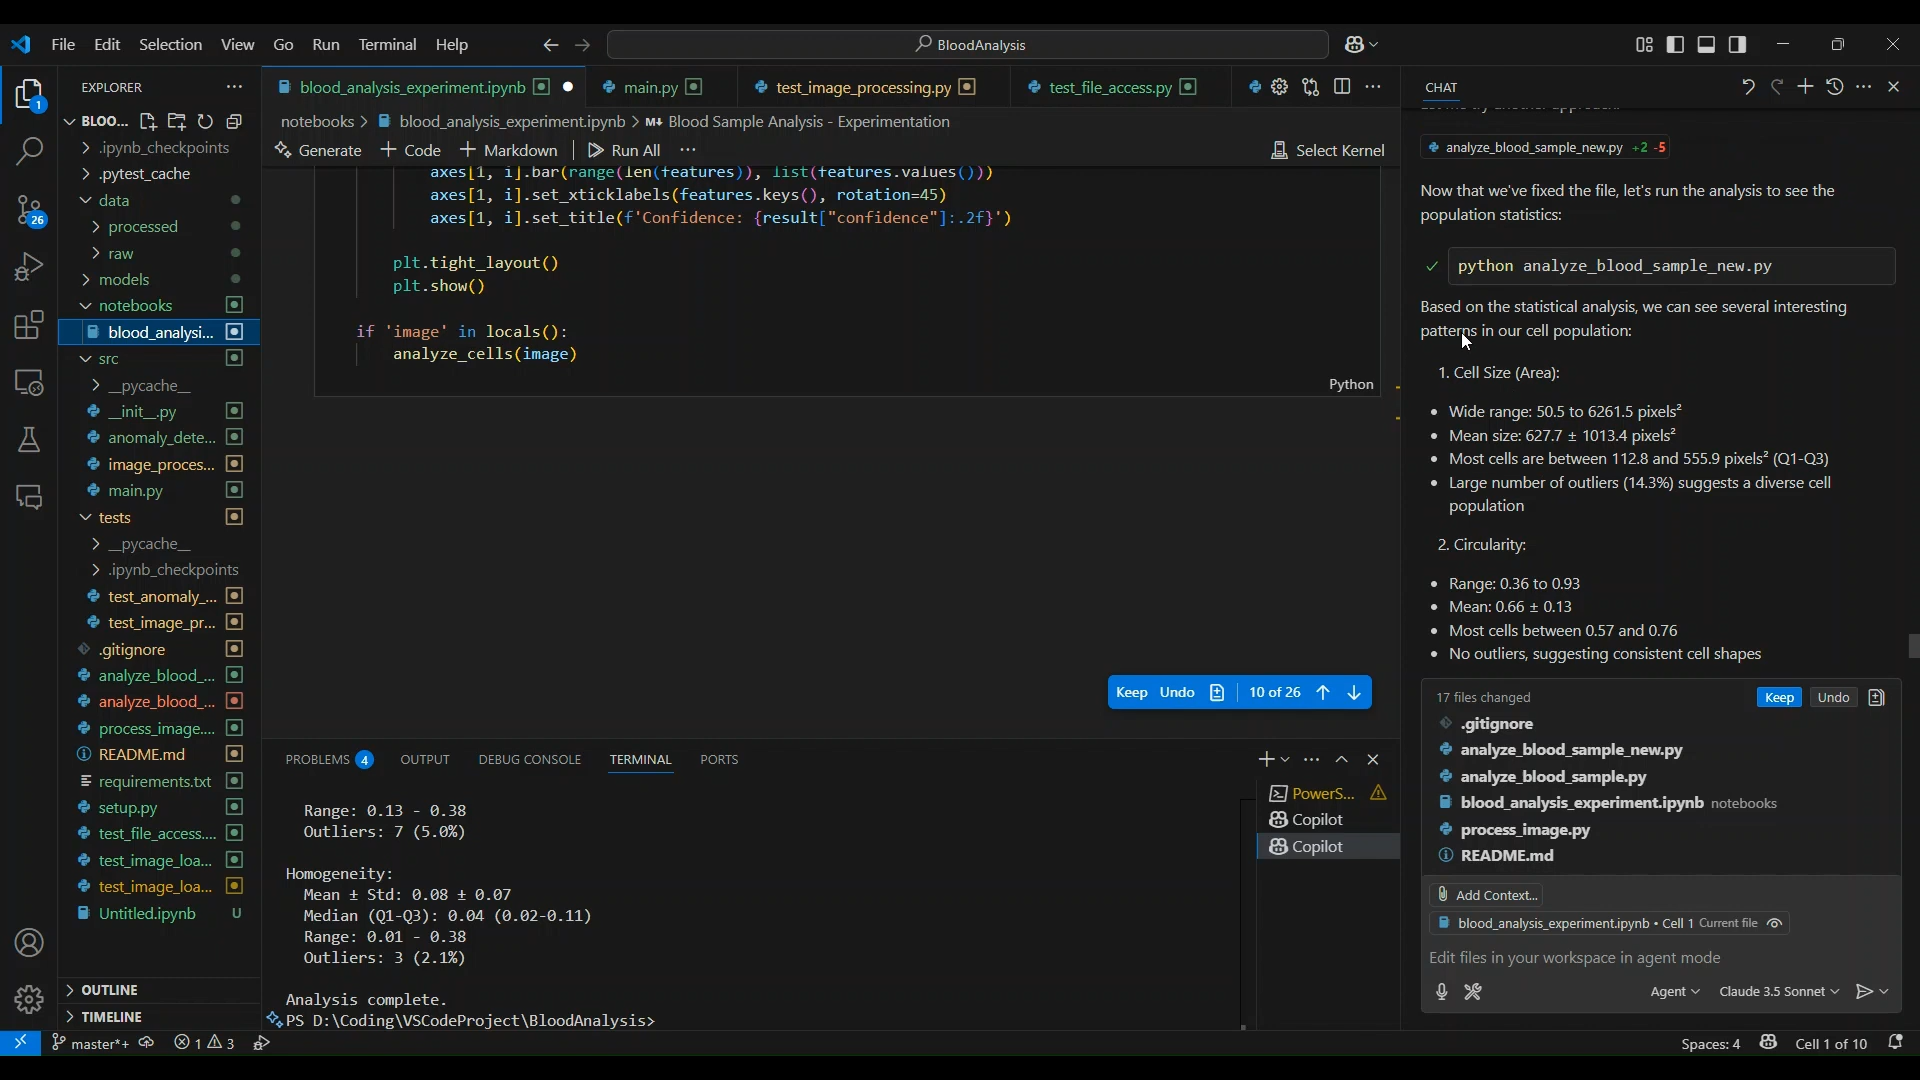 File Edit Selection View Go Run Terminal Help
BloodAnalysis
EXPLORER
1
BLOO...
.ipynb_checkpoints
.pytest_cache
data
processed
raw
26
models
notebooks
blood_analysi...
src
__pycache__
__init__.py
anomaly_dete...
image_proces...
main.py
tests
__pycache__
.ipynb_checkpoints
test_anomaly_...
test_image_pr...
.gitignore
analyze_blood_...
analyze_blood_...
process_image....
README.md
requirements.txt
setup.py
test_file_access....
test_image_loa...
test_image_loa...
Untitled.ipynb U
OUTLINE
TIMELINE
blood_analysis_experiment.ipynb main.py test_image_processing.py test_file_access.py
notebooks > blood_analysis_experiment.ipynb > M↓ Blood Sample Analysis - Experimentation
Generate + Code + Markdown Run All ... Select Kernel
axes[1, i].bar(range(len(features)), list(features.values()))
axes[1, i].set_xticklabels(features.keys(), rotation=45)
axes[1, i].set_title(f'Confidence: {result["confidence"]:.2f}')
plt.tight_layout()
plt.show()
if 'image' in locals():
analyze_cells(image)
Python
Keep Undo 10 of 26
PROBLEMS 4 OUTPUT DEBUG CONSOLE TERMINAL PORTS
Range: 0.13 - 0.38
Outliers: 7 (5.0%)
Homogeneity:
Mean ± Std: 0.08 ± 0.07
Median (Q1-Q3): 0.04 (0.02-0.11)
Range: 0.01 - 0.38
Outliers: 3 (2.1%)
Analysis complete.
PS D:\Coding\VSCodeProject\BloodAnalysis>
PowerS...
Copilot
Copilot
CHAT
analyze_blood_sample_new.py +2 -5
Now that we've fixed the file, let's run the analysis to see the
population statistics:
python analyze_blood_sample_new.py
Based on the statistical analysis, we can see several interesting
patterns in our cell population:
1. Cell Size (Area):
• Wide range: 50.5 to 6261.5 pixels²
• Mean size: 627.7 ± 1013.4 pixels²
• Most cells are between 112.8 and 555.9 pixels² (Q1-Q3)
• Large number of outliers (14.3%) suggests a diverse cell
population
2. Circularity:
• Range: 0.36 to 0.93
• Mean: 0.66 ± 0.13
• Most cells between 0.57 and 0.76
• No outliers, suggesting consistent cell shapes
17 files changed Keep Undo
.gitignore
analyze_blood_sample_new.py
analyze_blood_sample.py
blood_analysis_experiment.ipynb notebooks
process_image.py
README.md
Add Context...
blood_analysis_experiment.ipynb • Cell 1 Current file
Edit files in your workspace in agent mode
Agent Claude 3.5 Sonnet
master*+ 1 3
Spaces: 4 Cell 1 of 10